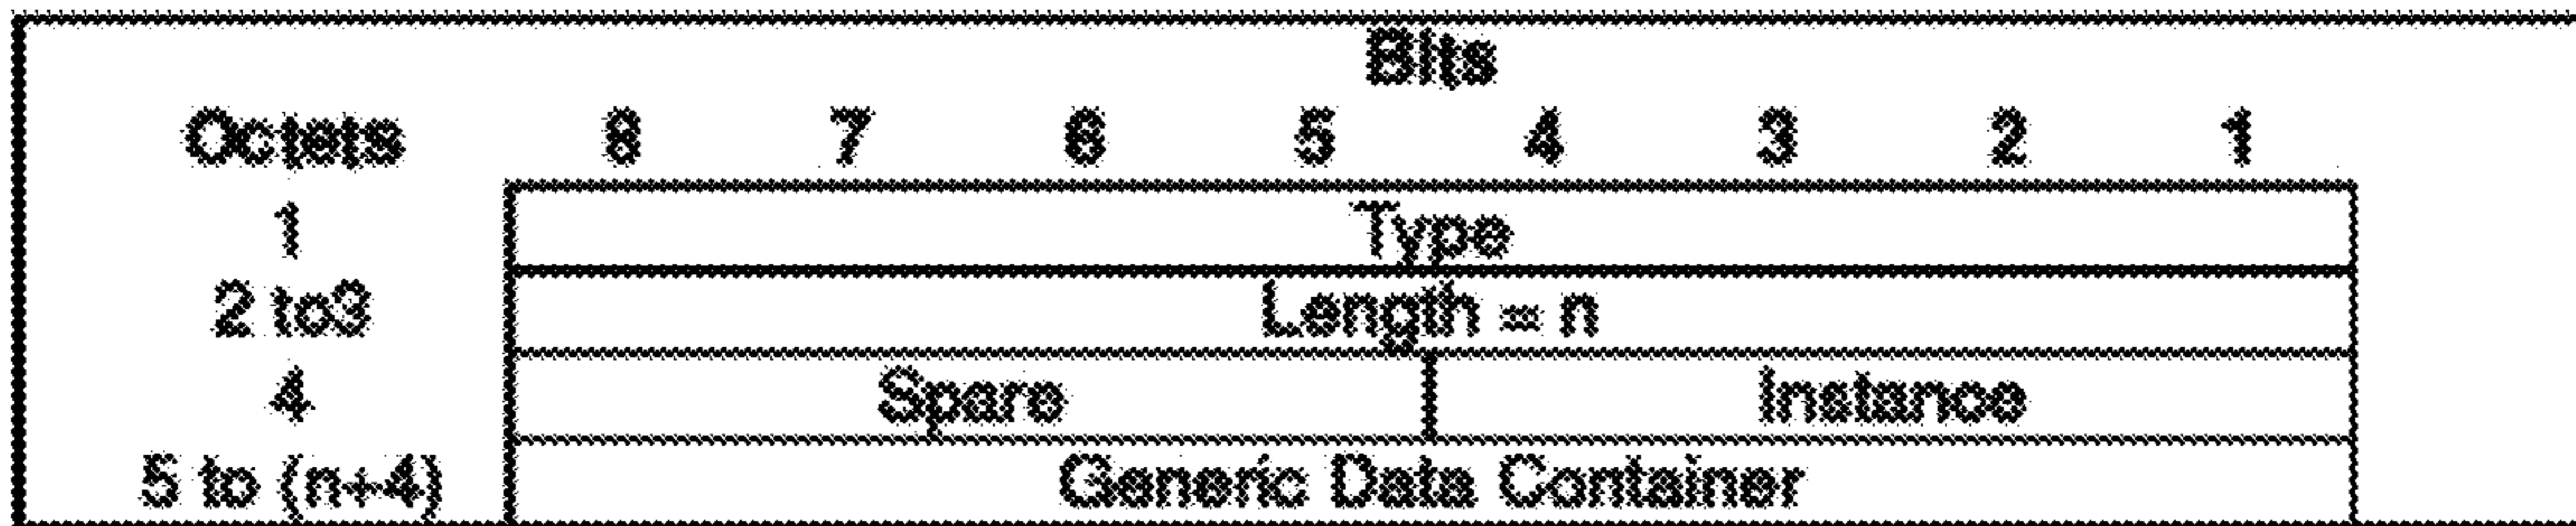 Bits
Octets 8 7 6 5 4 3 2 1
1 Type
2 to3 Length = n
4 Spare Instance
5 to (n+4) Generic Data Container